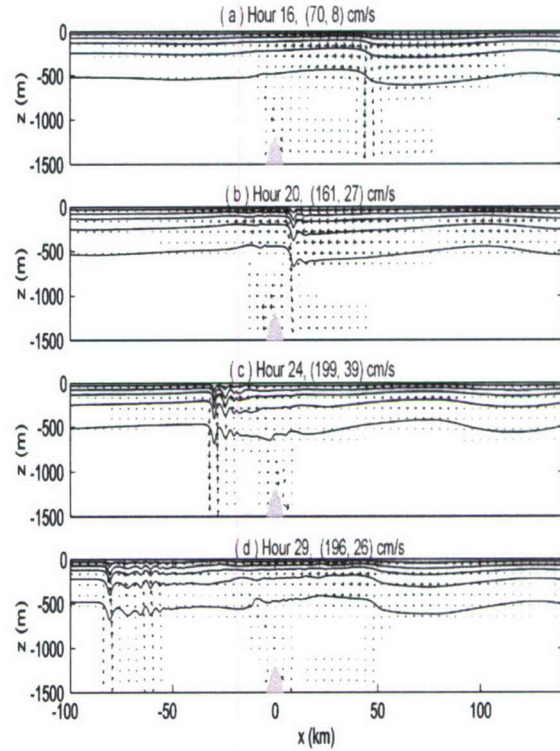 ( a ) Hour 16, (70, 8) cm/s
0
-500
-1000
-1500
z (m)
( b ) Hour 20, (161, 27) cm/s
0
-500
-1000
-1500
z (m)
( c ) Hour 24, (199, 39) cm/s
0
-500
-1000
-1500
z (m)
( d ) Hour 29, (196, 26) cm/s
0
-500
-1000
-1500
z (m)
-100 -50 0 50 100
x (km)